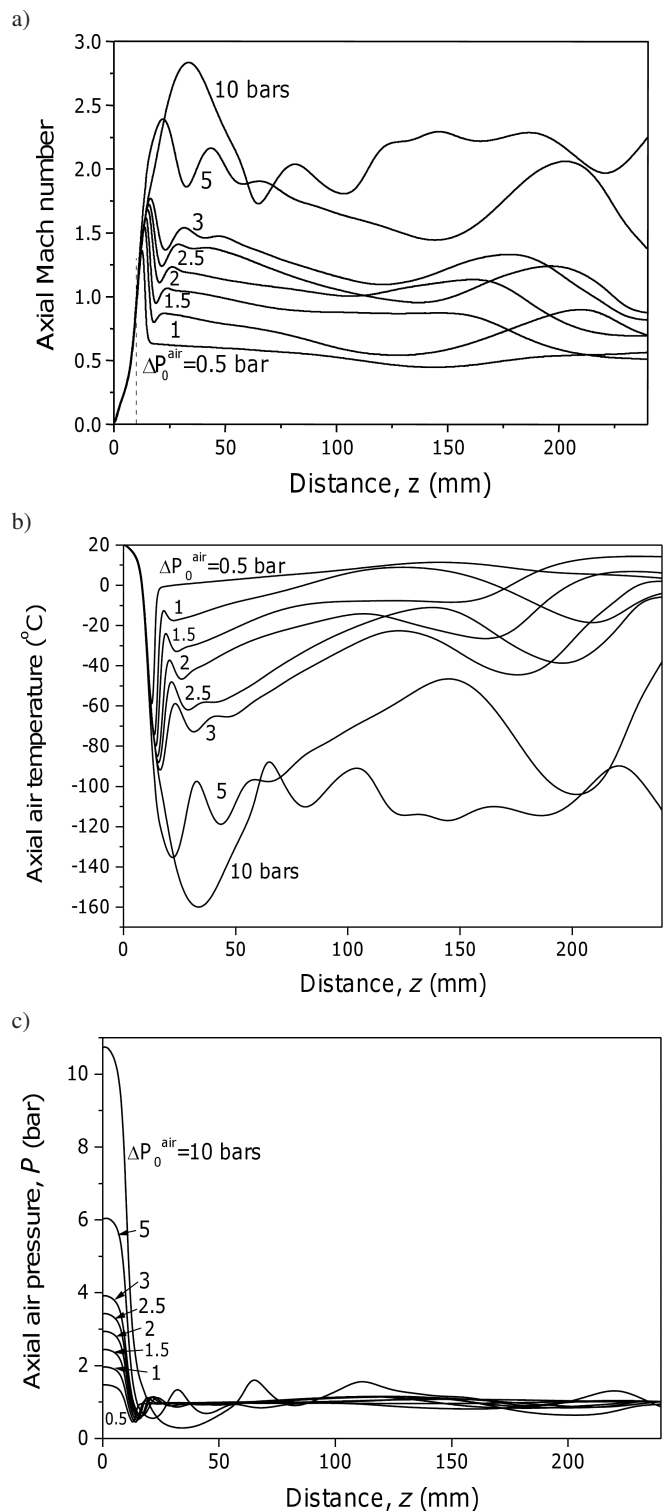 a)
3.0
2.5
2.0
1.5
1.0
0.5
0.0
Axial Mach number
10 bars
5
3
2.5
2
1.5
1
ΔP₀ᵃⁱʳ=0.5 bar
0 50 100 150 200
Distance, z (mm)
b)
20
0
-20
-40
-60
-80
-100
-120
-140
-160
Axial air temperature (°C)
ΔP₀ᵃⁱʳ=0.5 bar
1
1.5
2
2.5
3
5
10 bars
0 50 100 150 200
Distance, z (mm)
c)
10
8
6
4
2
0
Axial air pressure, P (bar)
ΔP₀ᵃⁱʳ=10 bars
5
3
2.5
2
1.5
1
0.5
0 50 100 150 200
Distance, z (mm)